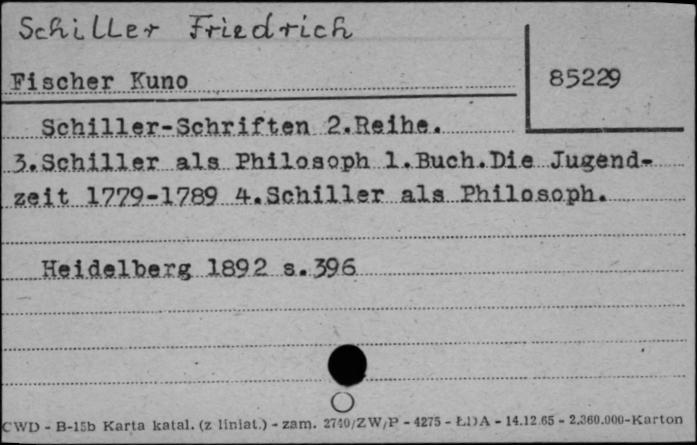 Schiller Friedrich
Fischer Kuno
85229
Schiller-Schriften 2.Reihe.
3.Schiller als Philosoph 1.Buch.Die Jugend-
zeit 1779-1789 4.Schiller als Philosoph.
Heidelberg 1892 s.396
CWD - B-15b Karta katal. (z liniat.) - zam. 2740/ZW/P - 4275 - ŁDA - 14.12.65 - 2.360.000-Karton